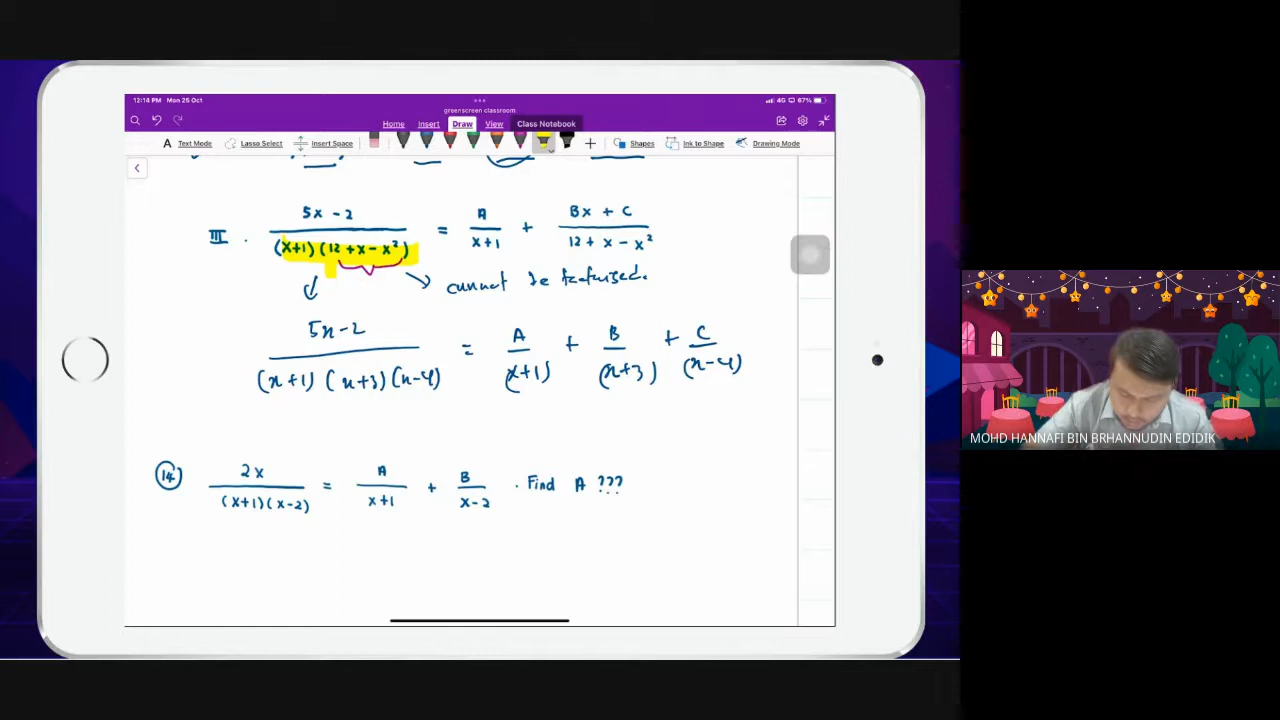 12:14 PM Mon 25 Oct
4G 67%
greenscreen classroom
Home Insert Draw View Class Notebook
Text Mode Lasso Select Insert Space Shapes Ink to Shape Drawing Mode
III. 5x - 2 / (x+1)(12 + x - x²) = A / x+1 + Bx + C / 12 + x - x²
cannot be factorised.
5x - 2 / (x+1)(x+3)(x-4) = A / (x+1) + B / (x+3) + C / (x-4)
14 2x / (x+1)(x-2) = A / x+1 + B / x-2 . Find A ???
MOHD HANNAFI BIN BRHANNUDIN EDIDIK